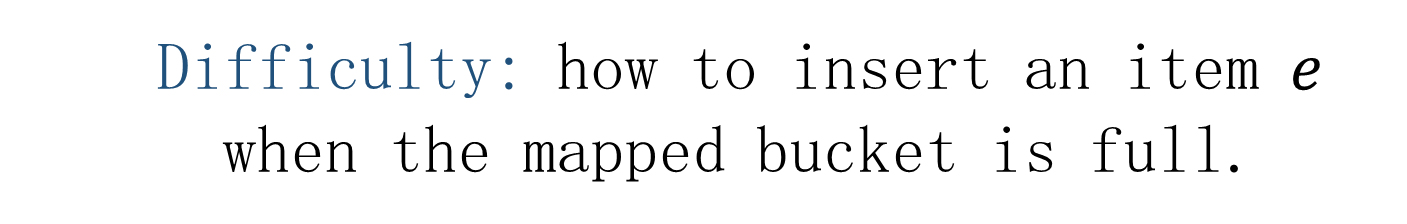 Difficulty: how to insert an item e
when the mapped bucket is full.